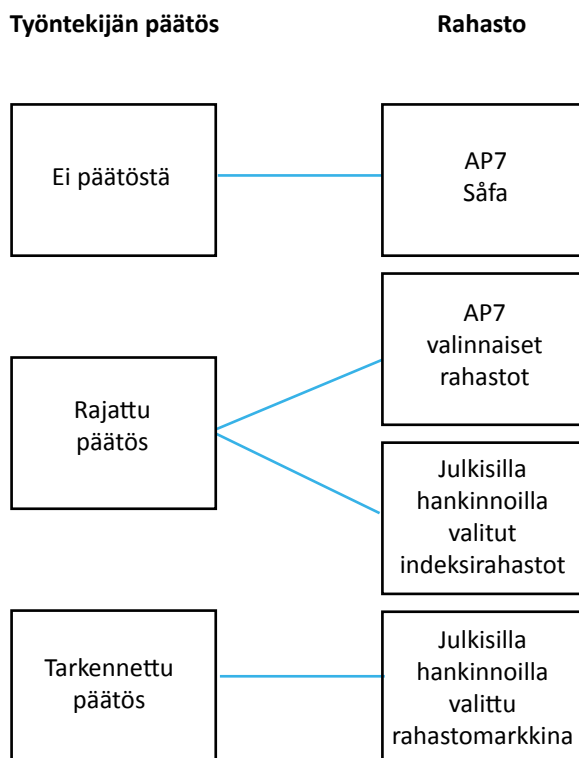 Työntekijän päätös
Rahasto
Ei päätöstä
AP7
Såfa
Rajattu
päätös
AP7
valinnaiset
rahastot
Julkisilla
hankinnoilla
valitut
indeksirahastot
Tarkennettu
päätös
Julkisilla
hankinnoilla
valittu
rahastomarkkina